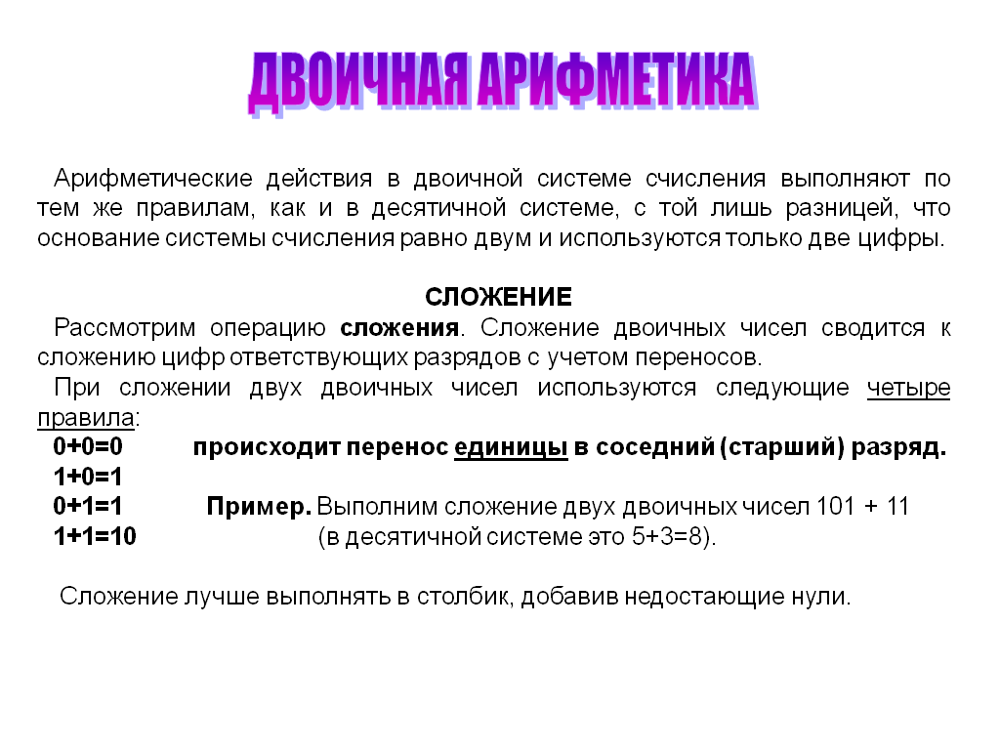 ДВОИЧНАЯ АРИФМЕТИКА
Арифметические действия в двоичной системе счисления выполняют по
тем же правилам, как и в десятичной системе, с той лишь разницей, что
основание системы счисления равно двум и используются только две цифры.
СЛОЖЕНИЕ
Рассмотрим операцию сложения. Сложение двоичных чисел сводится к
сложению цифр ответствующих разрядов с учетом переносов.
При сложении двух двоичных чисел используются следующие четыре
правила:
0+0=0 происходит перенос единицы в соседний (старший) разряд.
1+0=1
0+1=1 Пример. Выполним сложение двух двоичных чисел 101 + 11
1+1=10 (в десятичной системе это 5+3=8).
Сложение лучше выполнять в столбик, добавив недостающие нули.